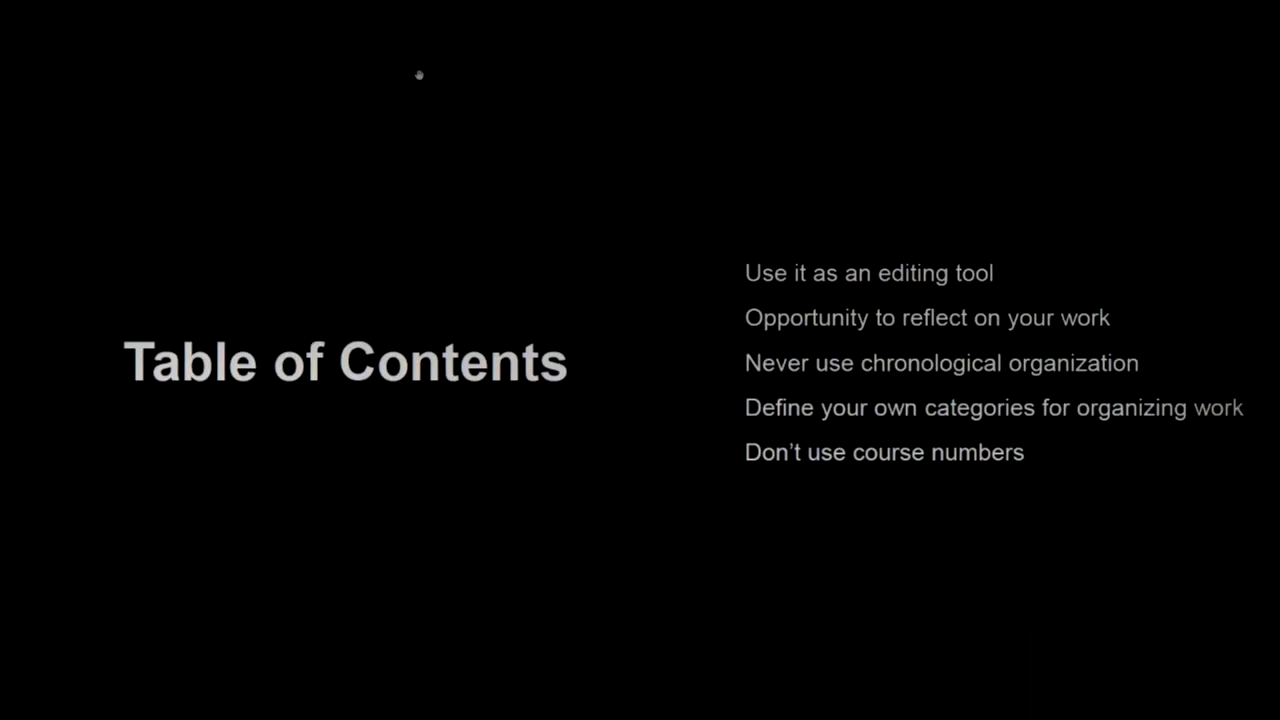 Table of Contents
Use it as an editing tool
Opportunity to reflect on your work
Never use chronological organization
Define your own categories for organizing work
Don’t use course numbers